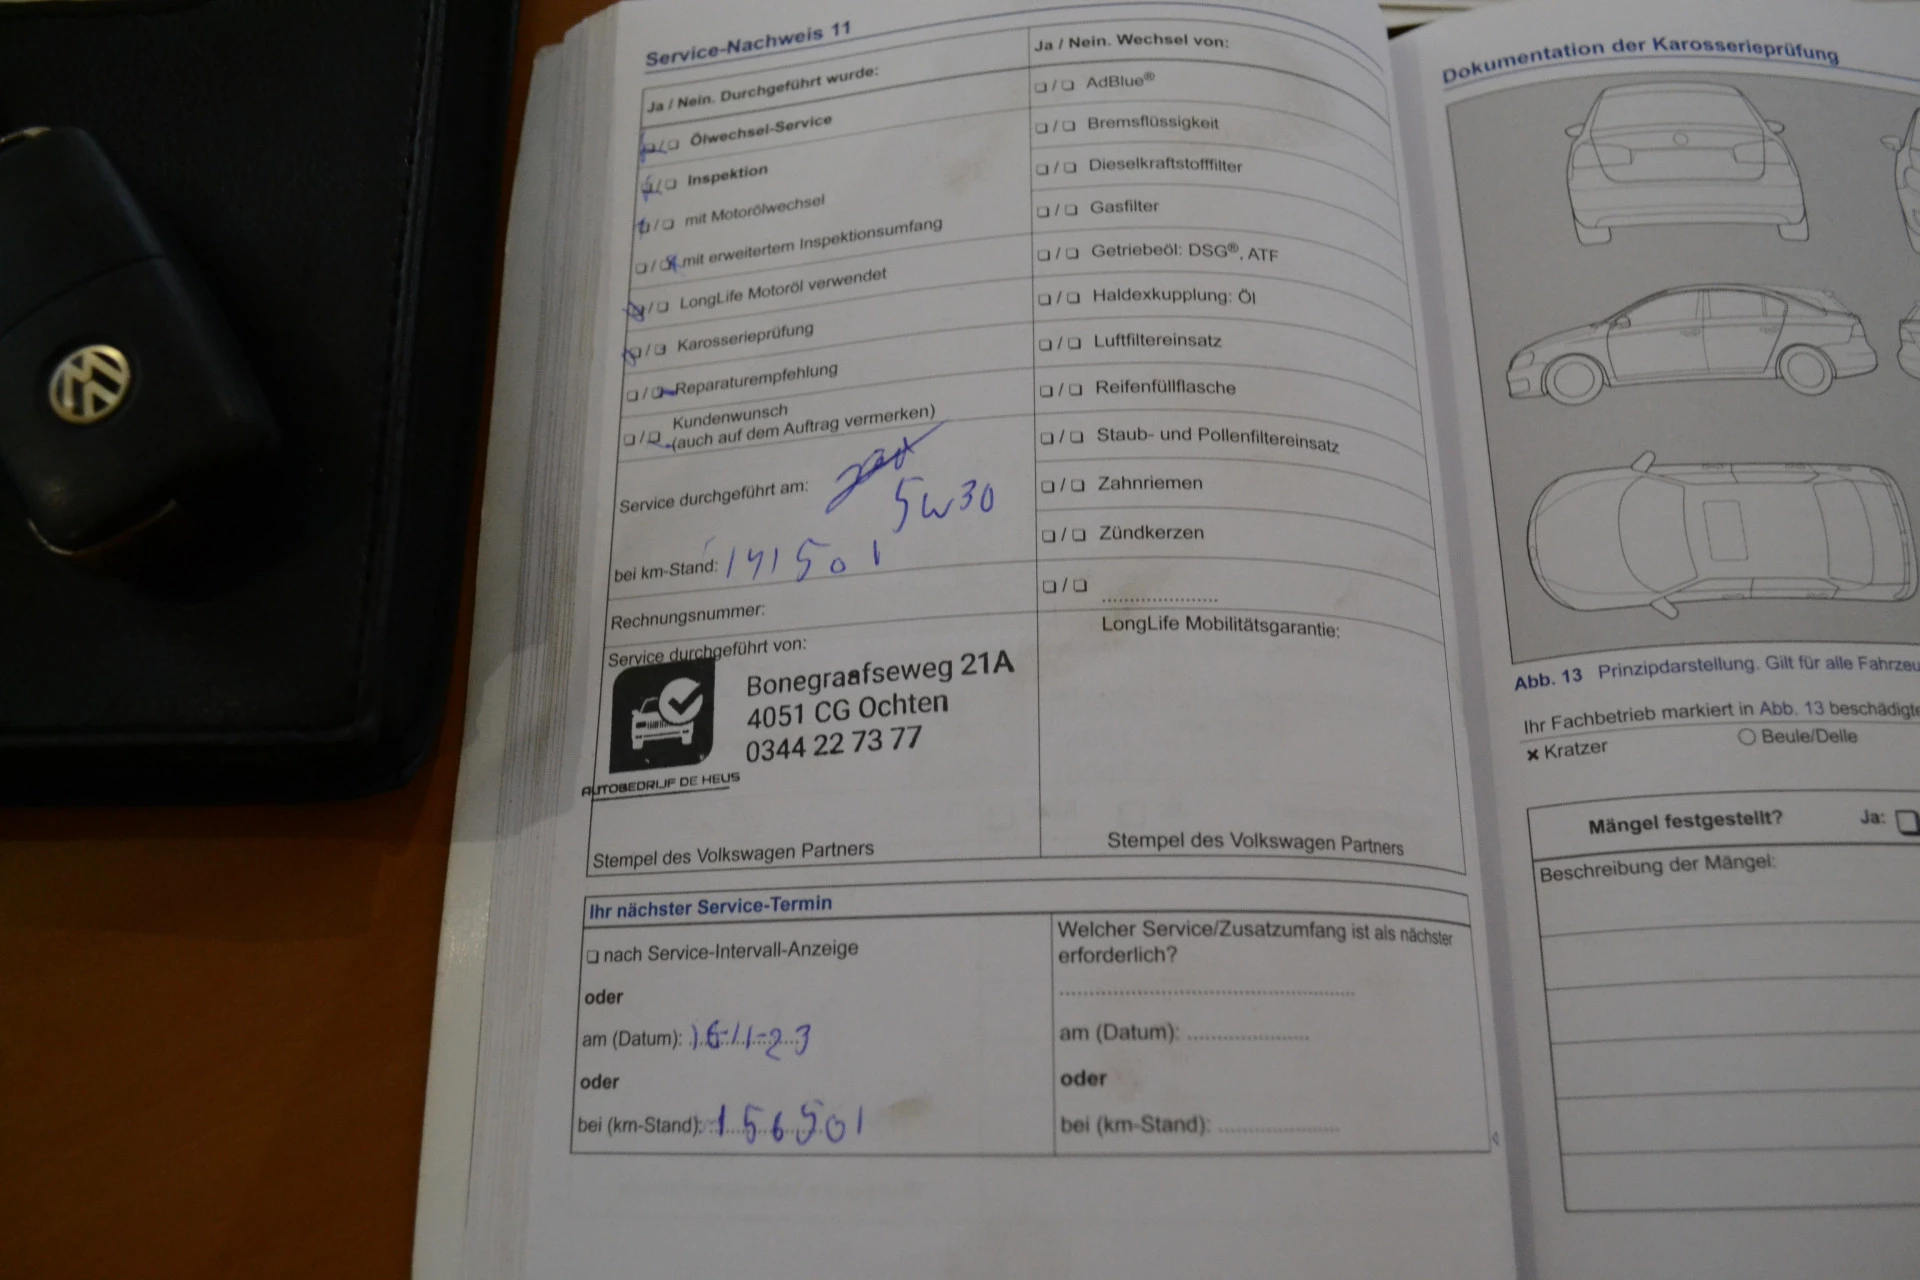 Service-Nachweis 11
Ja / Nein. Durchgeführt wurde:
Ölwechsel-Service
Inspektion
mit Motorölwechsel
mit erweitertem Inspektionsumfang
LongLife Motoröl verwendet
Karosserieprüfung
Reparaturempfehlung
Kundenwunsch
(auch auf dem Auftrag vermerken)
Service durchgeführt am:
5W30
bei km-Stand: 141501
Rechnungsnummer:
Service durchgeführt von:
Bonegraafseweg 21A
4051 CG Ochten
0344 22 73 77
AUTOBEDRIJF DE HEUS
Stempel des Volkswagen Partners
Ja / Nein. Wechsel von:
AdBlue®
Bremsflüssigkeit
Dieselkraftstofffilter
Gasfilter
Getriebeöl: DSG®, ATF
Haldexkupplung: Öl
Luftfiltereinsatz
Reifenfüllflasche
Staub- und Pollenfiltereinsatz
Zahnriemen
Zündkerzen
LongLife Mobilitätsgarantie:
Stempel des Volkswagen Partners
Ihr nächster Service-Termin
nach Service-Intervall-Anzeige
oder
am (Datum): 16-11-23
oder
bei (km-Stand): 156501
Welcher Service/Zusatzumfang ist als nächster
erforderlich?
am (Datum):
oder
bei (km-Stand):
Dokumentation der Karosserieprüfung
Abb. 13 Prinzipdarstellung. Gilt für alle Fahrzeu
Ihr Fachbetrieb markiert in Abb. 13 beschädigte
x Kratzer
Beule/Delle
Mängel festgestellt? Ja:
Beschreibung der Mängel: